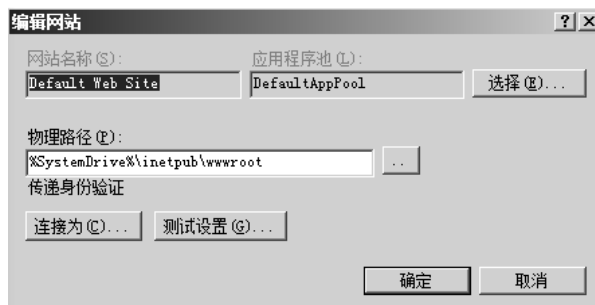 编辑网站
网站名称(S):
应用程序池(L):
Default Web Site
DefaultAppPool
选择(E)...
物理路径(P):
%SystemDrive%\inetpub\wwwroot
..
传递身份验证
连接为(C)...
测试设置(G)...
确定
取消